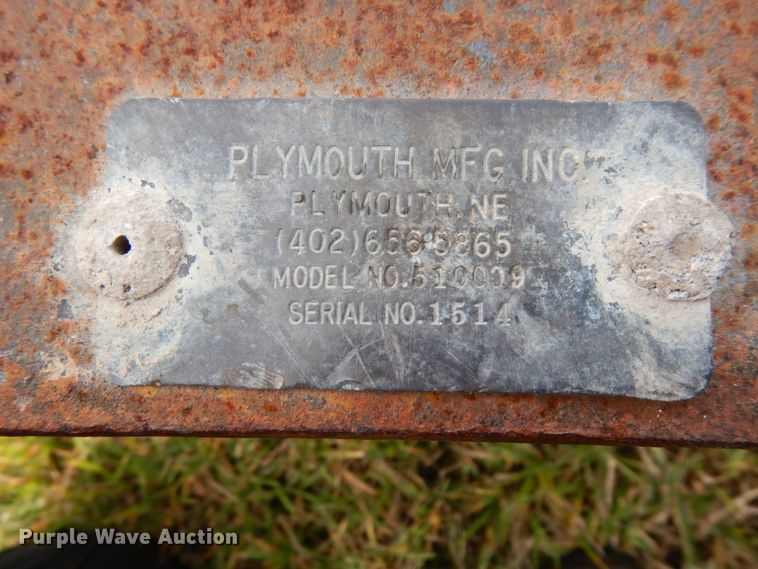 PLYMOUTH MFG INC
PLYMOUTH, NE
(402) 656-5865
MODEL NO. 510009
SERIAL NO. 1514
Purple Wave Auction